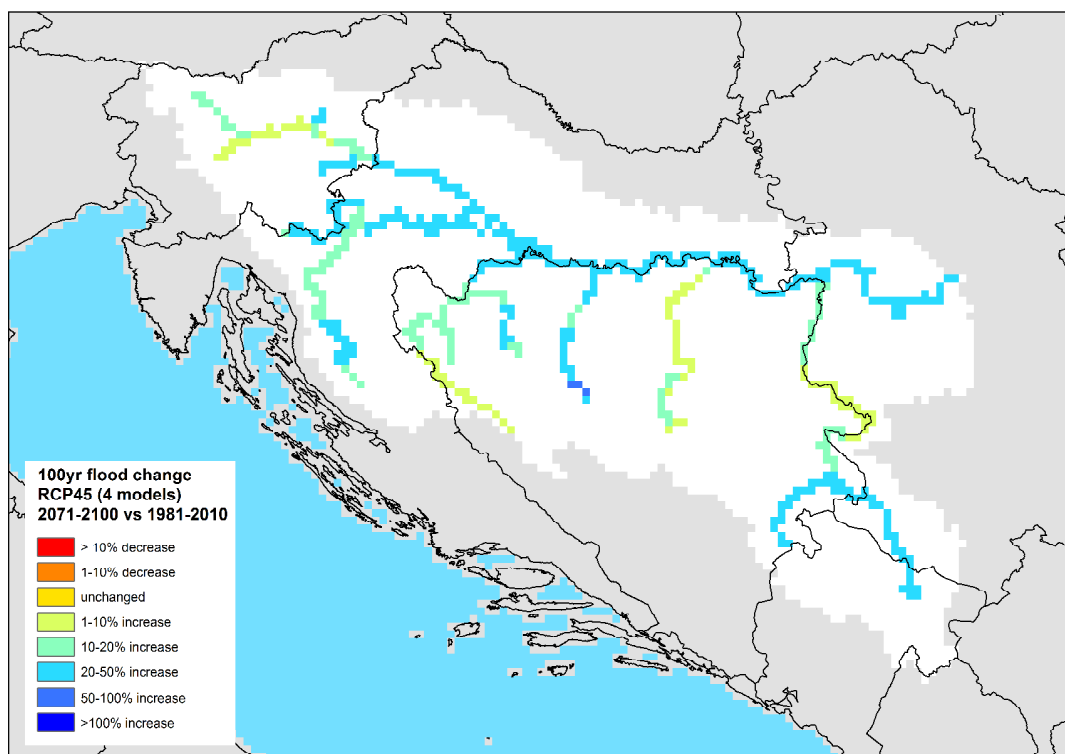 100yr flood change
RCP45 (4 models)
2071-2100 vs 1981-2010
> 10% decrease
1-10% decrease
unchanged
1-10% increase
10-20% increase
20-50% increase
50-100% increase
>100% increase